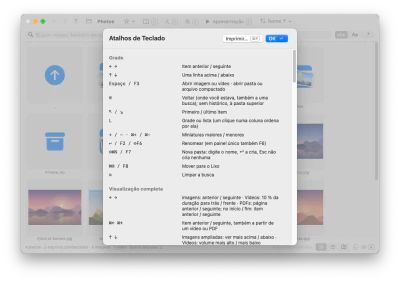 Photos
Apresentação
Nome
Atalhos de Teclado
Imprimir...
OK
Grade
Item anterior / seguinte
Uma linha acima / abaixo
Espaço / F3
Abrir imagem ou vídeo · abrir pasta ou
arquivo compactado
Voltar (onde você estava, também a uma
busca); sem histórico, à pasta superior
Primeiro / último item
L
Grade ou lista (um clique numa coluna ordena
por ela)
Miniaturas maiores / menores
Renomear (em painel único também F6)
Nova pasta: digite o nome, ↵ a cria, Esc não
cria nenhuma
Mover para o Lixo
Limpar a busca
Visualização completa
Imagens: anterior / seguinte · Vídeos: 10 % da
duração para trás / frente · PDFs: página
anterior / seguinte; no início / fim: item
anterior / seguinte
Item anterior / seguinte, também a partir de
um vídeo ou PDF
Imagens ampliadas: ver mais acima / abaixo ·
Vídeos: volume mais alto / mais baixo